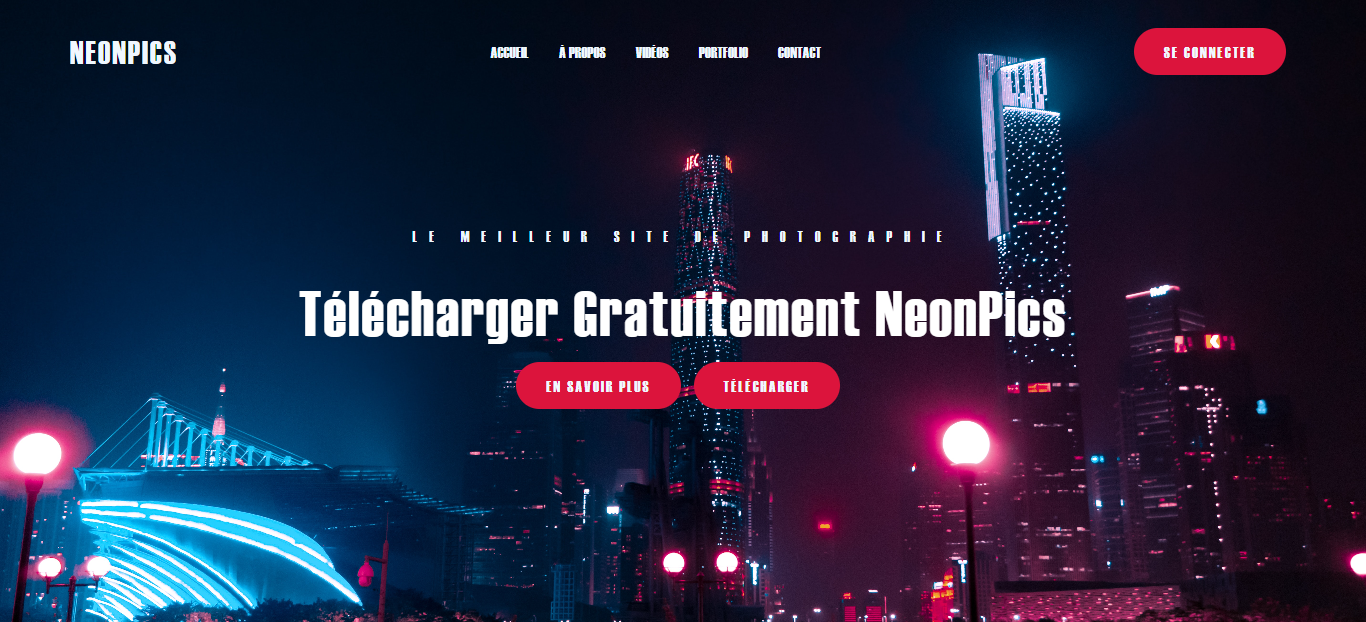 NEONPICS
ACCUEIL À PROPOS VIDÉOS PORTFOLIO CONTACT
SE CONNECTER
LE MEILLEUR SITE DE PHOTOGRAPHIE
Télécharger Gratuitement NeonPics
EN SAVOIR PLUS TÉLÉCHARGER